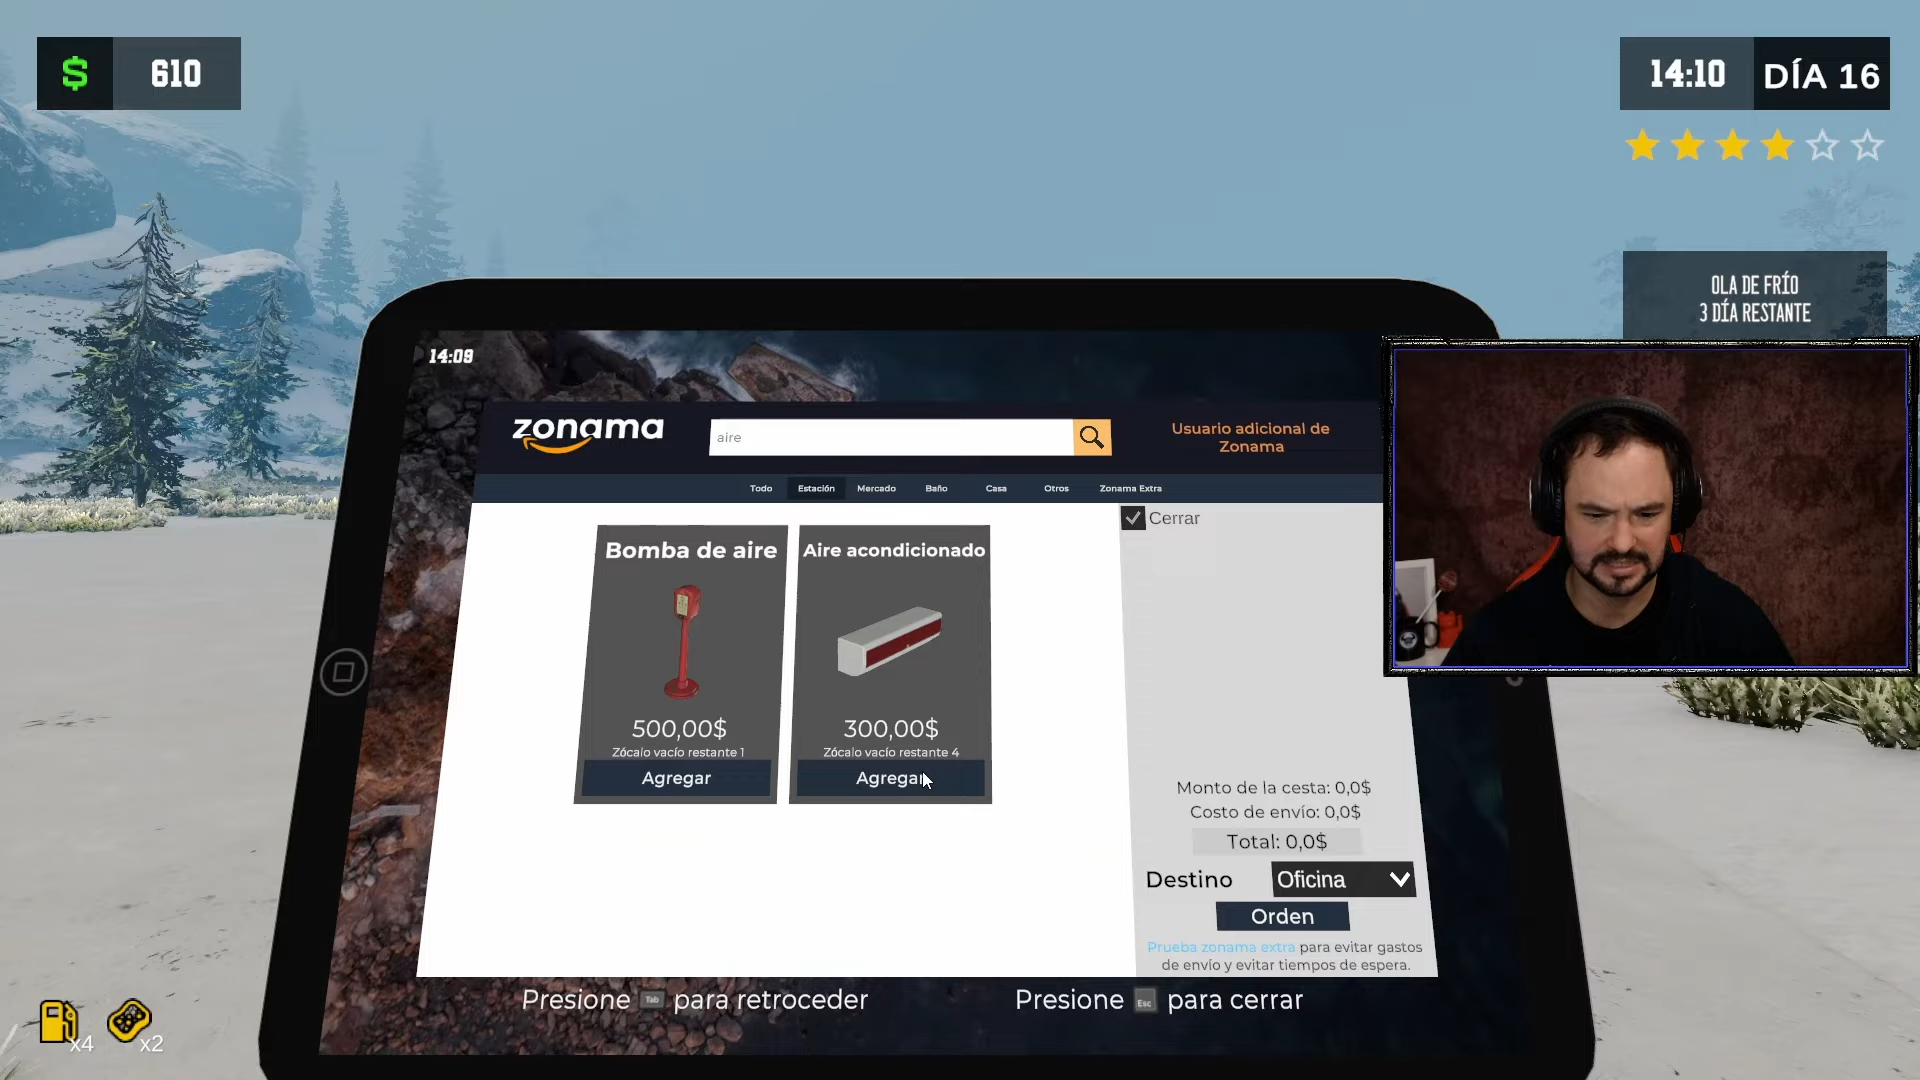 $ 610
14:10 DÍA 16
OLA DE FRÍO
3 DÍA RESTANTE
14:09
zonama
aire
Usuario adicional de
Zonama
Todo Estación Mercado Baño Casa Otros Zonama Extra
Cerrar
Bomba de aire
500,00$
Zócalo vacío restante 1
Agregar
Aire acondicionado
300,00$
Zócalo vacío restante 4
Agregar
Monto de la cesta: 0,0$
Costo de envío: 0,0$
Total: 0,0$
Destino Oficina
Orden
Prueba zonama extra para evitar gastos
de envío y evitar tiempos de espera.
Presione Tab para retroceder
Presione Esc para cerrar
x4 x2